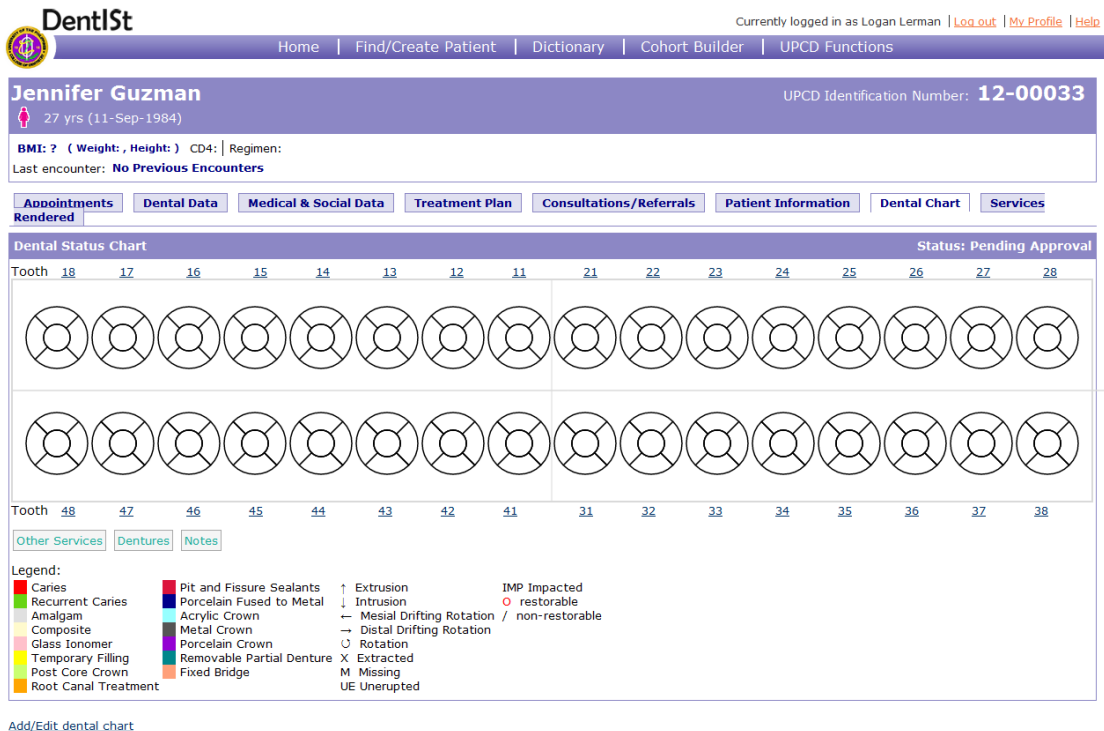 DentISt
Currently logged in as Logan Lerman | Log out | My Profile | Help
Home | Find/Create Patient | Dictionary | Cohort Builder | UPCD Functions
Jennifer Guzman UPCD Identification Number: 12-00033
27 yrs (11-Sep-1984)
BMI: ? ( Weight: , Height: ) CD4: | Regimen:
Last encounter: No Previous Encounters
Appointments Dental Data Medical & Social Data Treatment Plan Consultations/Referrals Patient Information Dental Chart Services
Rendered
Dental Status Chart Status: Pending Approval
Tooth 18 17 16 15 14 13 12 11 21 22 23 24 25 26 27 28
Tooth 48 47 46 45 44 43 42 41 31 32 33 34 35 36 37 38
Other Services Dentures Notes
Legend:
Caries Pit and Fissure Sealants ↑ Extrusion IMP Impacted
Recurrent Caries Porcelain Fused to Metal ↓ Intrusion O restorable
Amalgam Acrylic Crown ← Mesial Drifting Rotation / non-restorable
Composite Metal Crown → Distal Drifting Rotation
Glass Ionomer Porcelain Crown ↻ Rotation
Temporary Filling Removable Partial Denture X Extracted
Post Core Crown Fixed Bridge M Missing
Root Canal Treatment UE Unerupted
Add/Edit dental chart